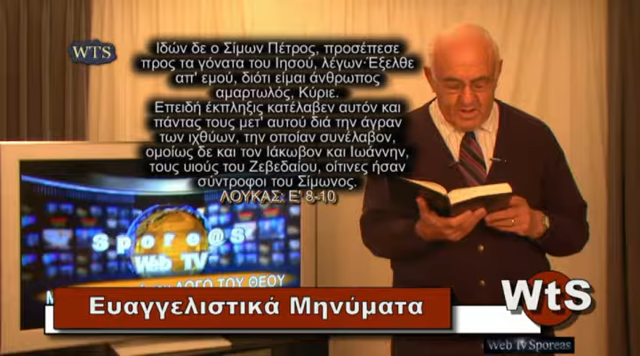 WTS
Ιδών δε ο Σίμων Πέτρος, προσέπεσε
προς τα γόνατα του Ιησού, λέγων·Έξελθε
απ' εμού, διότι είμαι άνθρωπος
αμαρτωλός, Κύριε.
Επειδή έκπληξις κατέλαβεν αυτόν και
πάντας τους μετ' αυτού διά την άγραν
των ιχθύων, την οποίαν συνέλαβον,
ομοίως δε και τον Ιάκωβον και Ιωάννην,
τους υιούς του Ζεβεδαίου, οίτινες ήσαν
σύντροφοι του Σίμωνος.
ΛΟΥΚΑΣ: Ε' 8-10
Spore@S
Web TV
ΛΟΓΟ ΤΟΥ ΘΕΟΥ
Ευαγγελιστικά Μηνύματα
WtS
Web TvSporeas